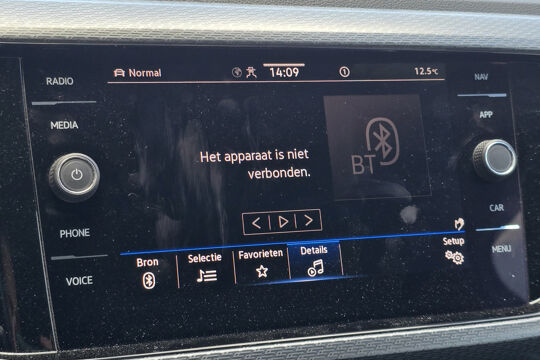 RADIO
MEDIA
PHONE
VOICE
Normal
14:09
1
12.5°C
Het apparaat is niet
verbonden.
BT
Bron
Selectie
Favorieten
Details
Setup
NAV
APP
CAR
MENU